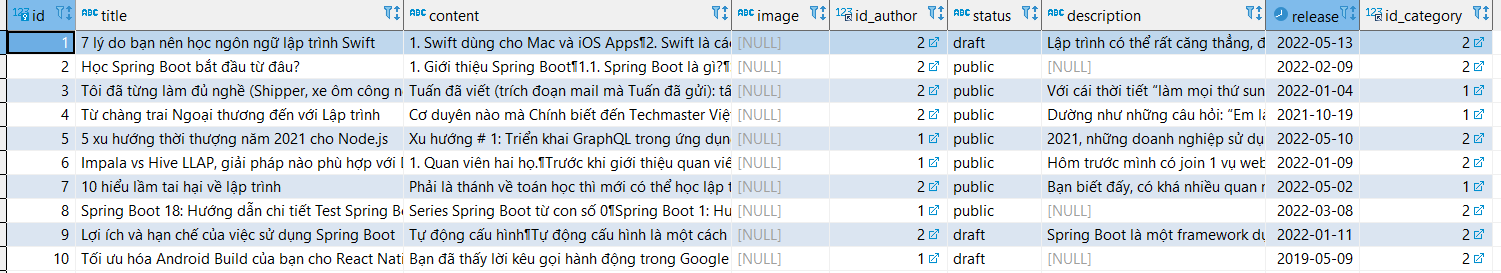 123 id ABC title ABC content ABC image 123 id_author ABC status ABC description release 123 id_category
1 7 lý do bạn nên học ngôn ngữ lập trình Swift 1. Swift dùng cho Mac và iOS Apps¶2. Swift là các [NULL] 2 draft Lập trình có thể rất căng thẳng, đ 2022-05-13 2
2 Học Spring Boot bắt đầu từ đâu? 1. Giới thiệu Spring Boot¶1.1. Spring Boot là gì?¶ [NULL] 2 public [NULL] 2022-02-09 2
3 Tôi đã từng làm đủ nghề (Shipper, xe ôm công n Tuấn đã viết (trích đoạn mail mà Tuấn đã gửi): tấ [NULL] 2 public Với cái thời tiết “làm mọi thứ sun 2022-01-04 1
4 Từ chàng trai Ngoại thương đến với Lập trình Cơ duyên nào mà Chính biết đến Techmaster Việ [NULL] 2 public Dường như những câu hỏi: “Em là 2021-10-19 1
5 5 xu hướng thời thượng năm 2021 cho Node.js Xu hướng # 1: Triển khai GraphQL trong ứng dụn [NULL] 1 public 2021, những doanh nghiệp sử dụ 2022-05-10 2
6 Impala vs Hive LLAP, giải pháp nào phù hợp với l 1. Quan viên hai họ.¶Trước khi giới thiệu quan viê [NULL] 1 public Hôm trước mình có join 1 vụ web 2022-01-09 2
7 10 hiểu lầm tai hại về lập trình Phải là thánh về toán học thì mới có thể học lập t [NULL] 2 public Bạn biết đấy, có khá nhiều quan n 2022-05-02 1
8 Spring Boot 18: Hướng dẫn chi tiết Test Spring Bo Series Spring Boot từ con số 0¶Spring Boot 1: Hu [NULL] 1 public [NULL] 2022-03-08 2
9 Lợi ích và hạn chế của việc sử dụng Spring Boot Tự động cấu hình¶Tự động cấu hình là một cách [NULL] 2 draft Spring Boot là một framework dụ 2022-01-11 2
10 Tối ưu hóa Android Build của bạn cho React Nati Bạn đã thấy lời kêu gọi hành động trong Google [NULL] 1 draft [NULL] 2019-05-09 2